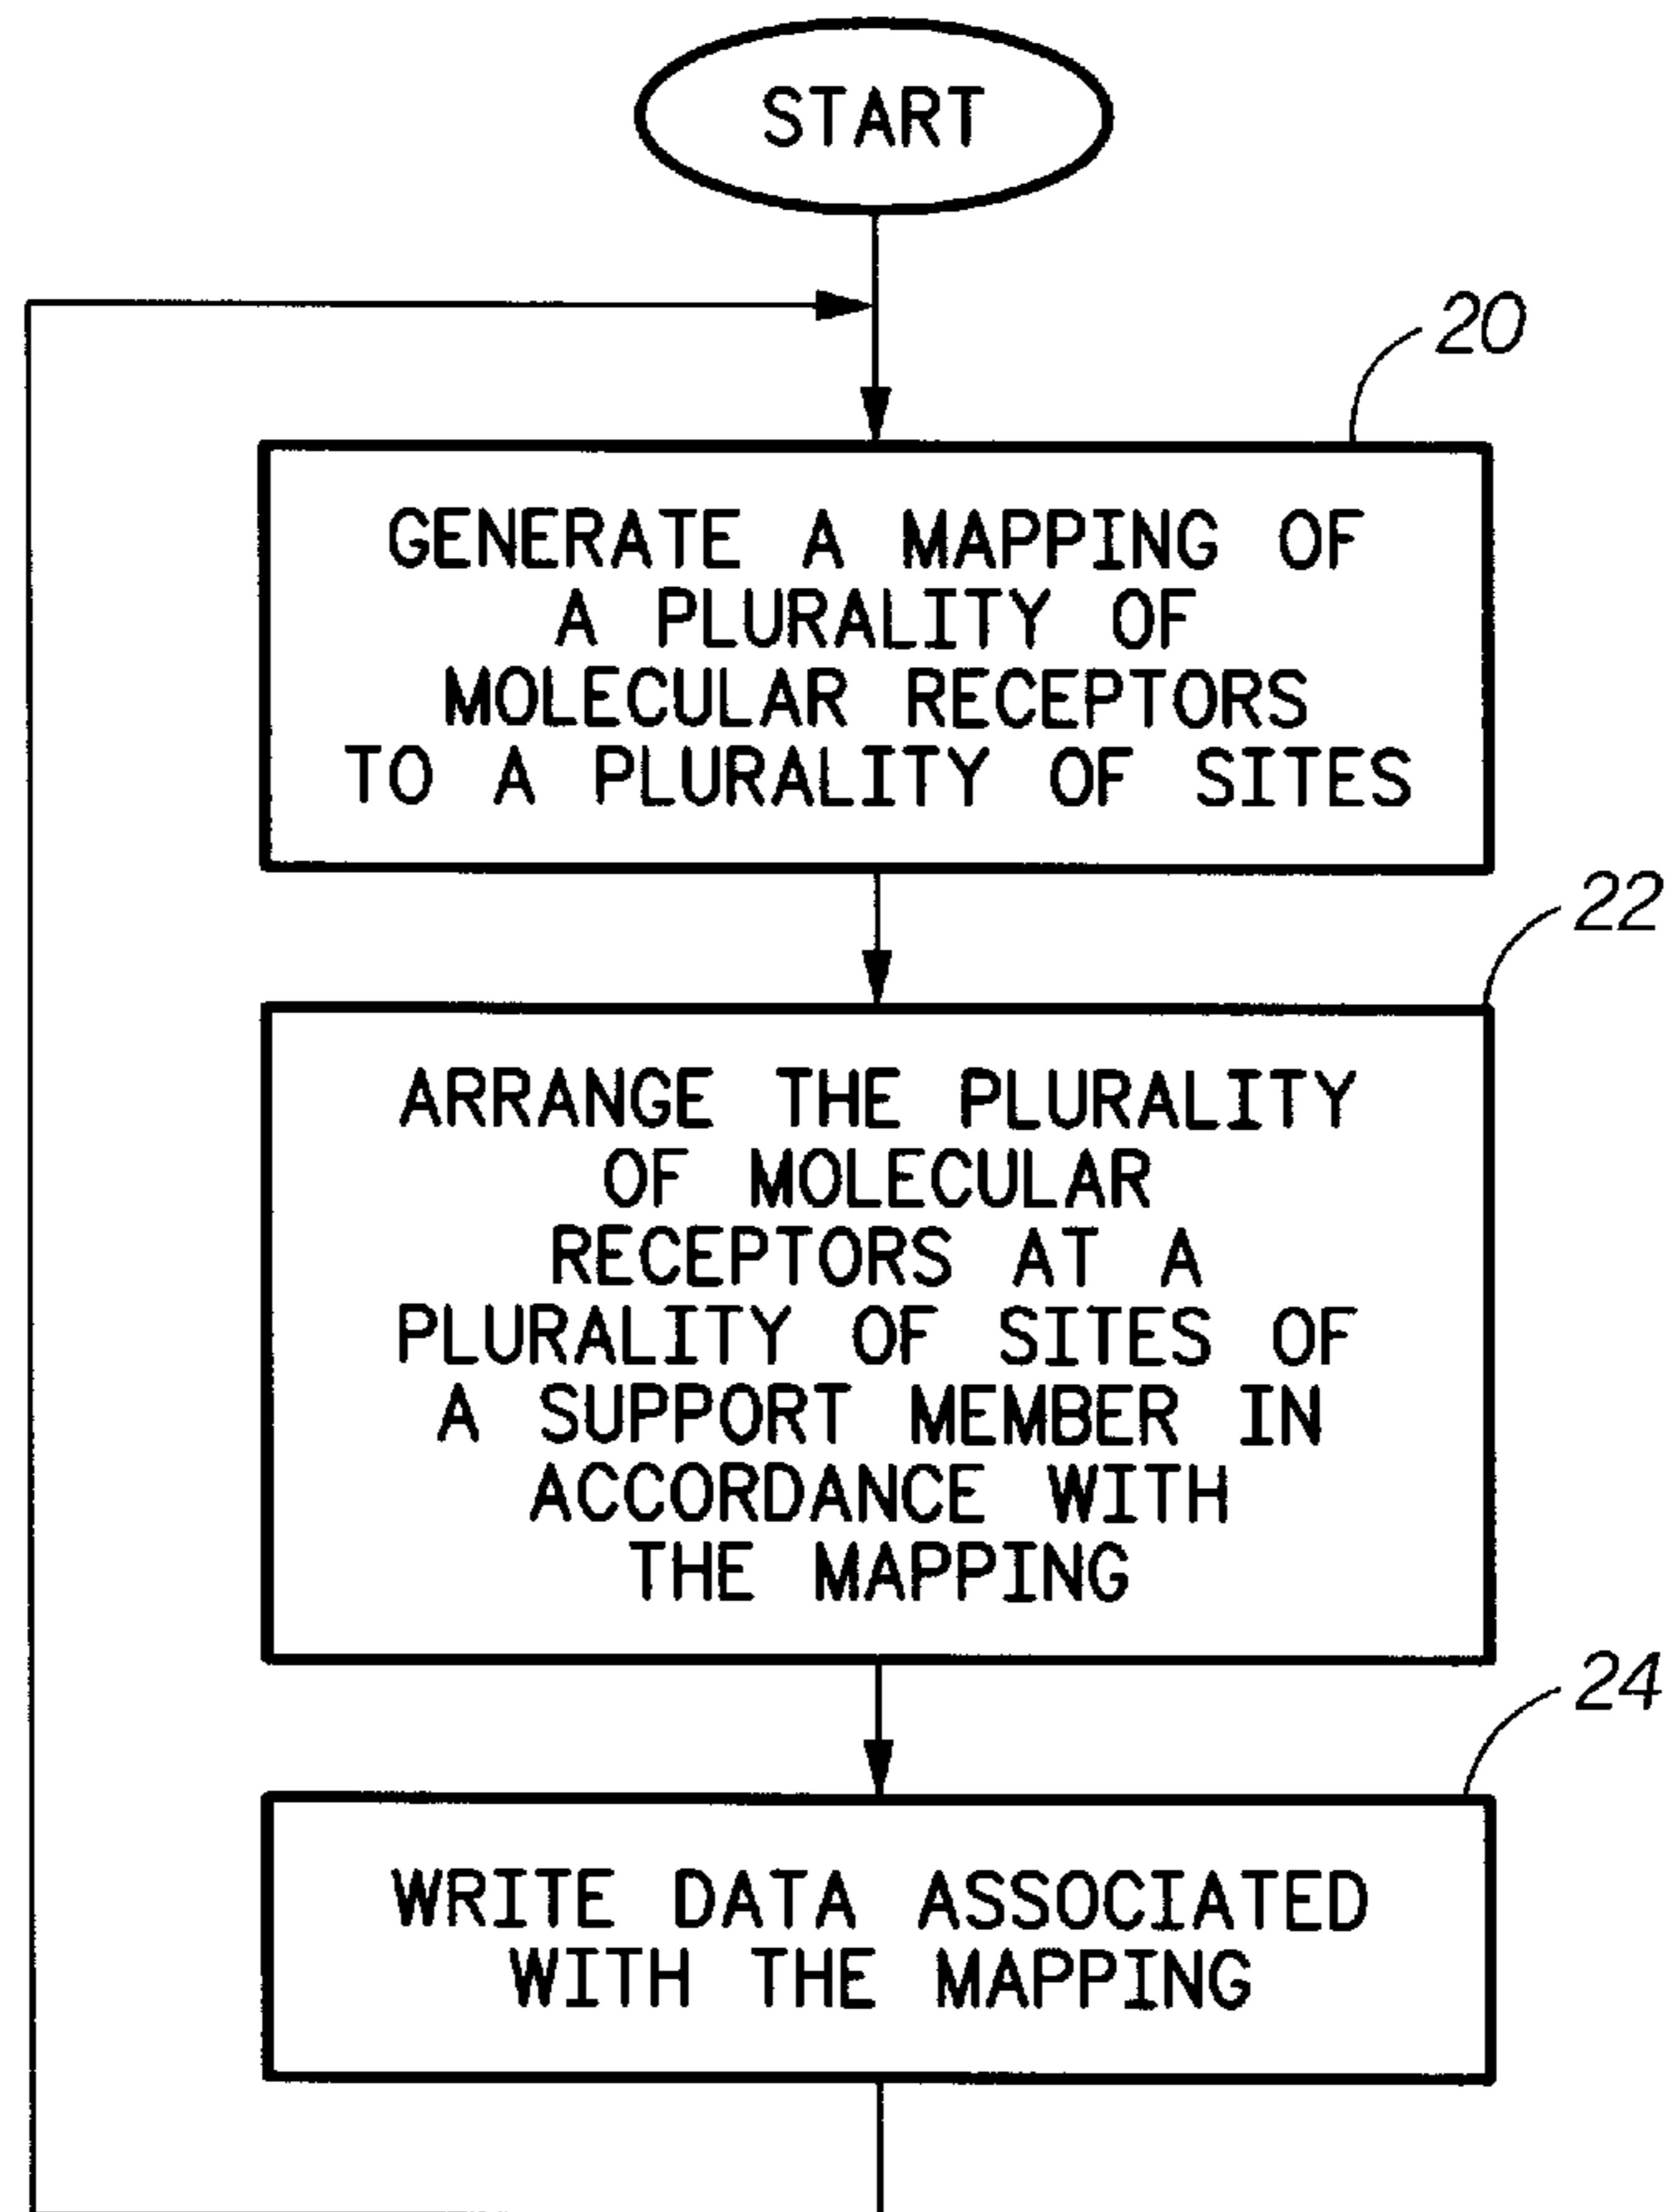 START
20
GENERATE A MAPPING OF
A PLURALITY OF
MOLECULAR RECEPTORS
TO A PLURALITY OF SITES
22
ARRANGE THE PLURALITY
OF MOLECULAR
RECEPTORS AT A
PLURALITY OF SITES OF
A SUPPORT MEMBER IN
ACCORDANCE WITH
THE MAPPING
24
WRITE DATA ASSOCIATED
WITH THE MAPPING